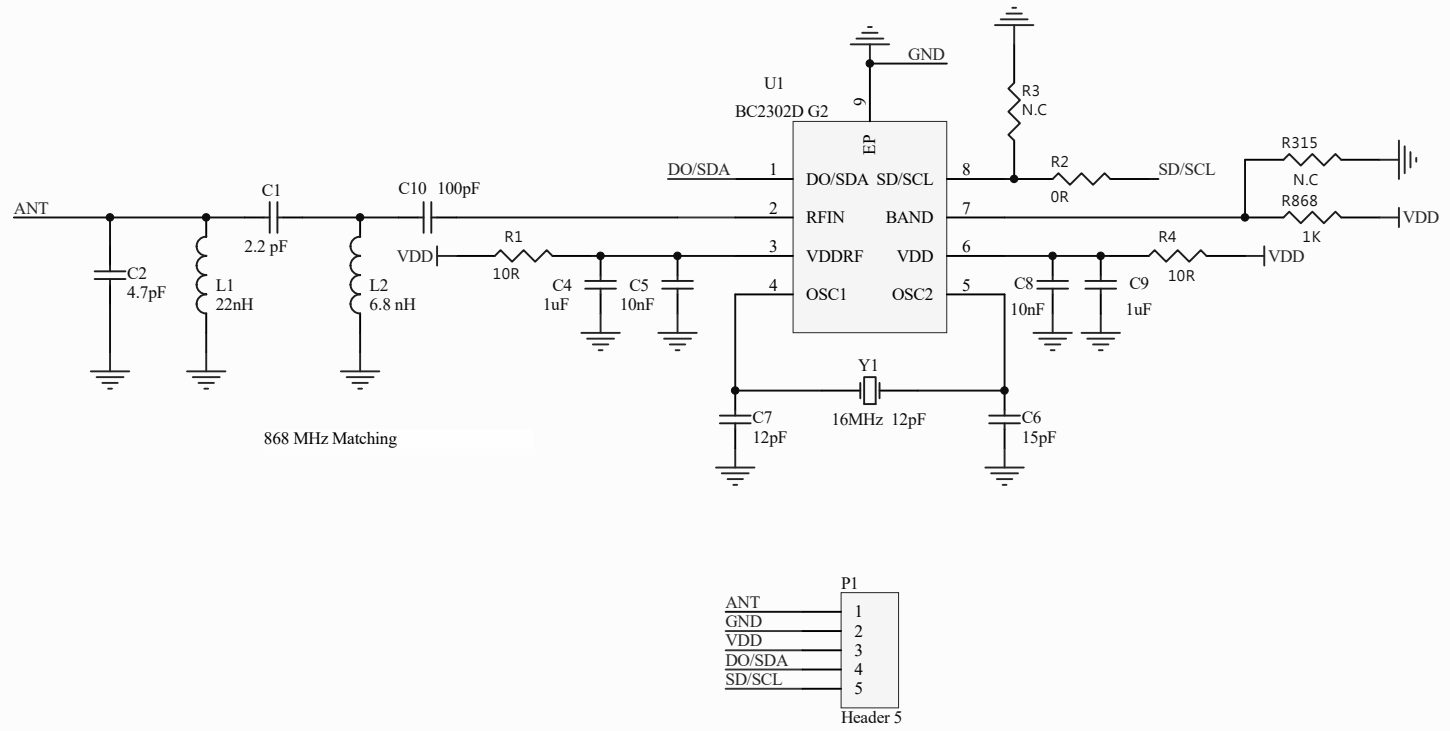 GND
U1
BC2302D G2
9
EP
R3
N.C
DO/SDA
1
DO/SDA
SD/SCL
8
R2
0R
SD/SCL
R315
N.C
ANT
C1
2.2 pF
C10 100pF
2
RFIN
BAND
7
R868
1K
VDD
C2
4.7pF
L1
22nH
L2
6.8 nH
VDD
R1
10R
C4
1uF
C5
10nF
3
VDDRF
VDD
6
C8
10nF
C9
1uF
R4
10R
VDD
4
OSC1
OSC2
5
Y1
16MHz 12pF
C7
12pF
C6
15pF
868 MHz Matching
P1
ANT 1
GND 2
VDD 3
DO/SDA 4
SD/SCL 5
Header 5